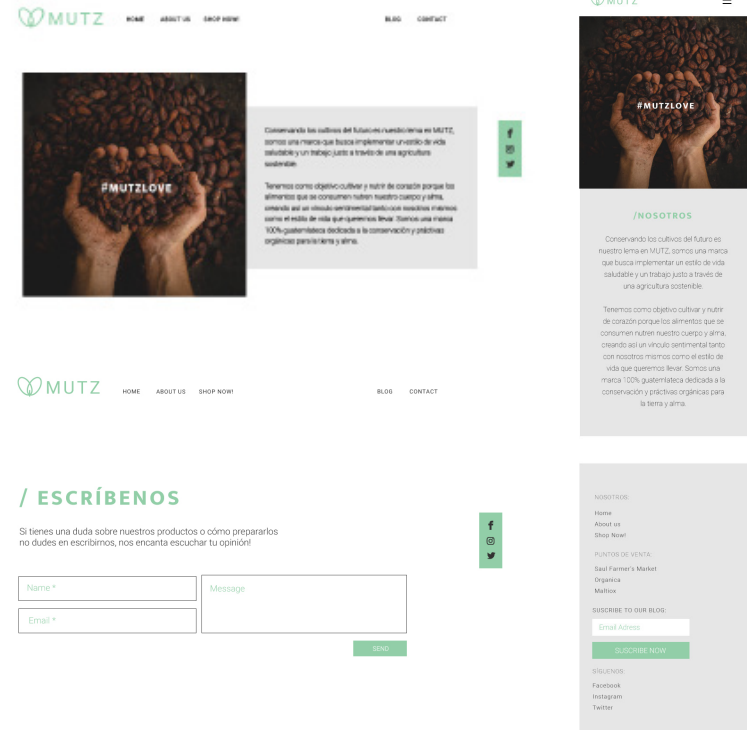 MUTZ
HOME ABOUT US SHOP NOW! BLOG CONTACT
#MUTZLOVE
Conservando los cultivos del futuro es nuestro lema en MUTZ,
somos una marca que busca implementar un estilo de vida
saludable y un trabajo justo a través de una agricultura
sostenible.
Tenemos como objetivo cultivar y nutrir de corazón porque los
alimentos que se consumen nutren nuestro cuerpo y alma,
creando así un vínculo sentimental tanto con nosotros mismos
como el estilo de vida que queremos llevar. Somos una marca
100% guatemlateca dedicada a la conservación y práctivas
orgánicas para la tierra y alma.
MUTZ
HOME ABOUT US SHOP NOW! BLOG CONTACT
/ ESCRÍBENOS
Si tienes una duda sobre nuestros productos o cómo prepararlos
no dudes en escribirnos, nos encanta escuchar tu opinión!
Name *
Email *
Message
SEND
MUTZ
#MUTZLOVE
/NOSOTROS
Conservando los cultivos del futuro es
nuestro lema en MUTZ, somos una marca
que busca implementar un estilo de vida
saludable y un trabajo justo a través de
una agricultura sostenible.
Tenemos como objetivo cultivar y nutrir
de corazón porque los alimentos que se
consumen nutren nuestro cuerpo y alma,
creando así un vínculo sentimental tanto
con nosotros mismos como el estilo de
vida que queremos llevar. Somos una
marca 100% guatemlateca dedicada a la
conservación y práctivas orgánicas para
la tierra y alma.
NOSOTROS:
Home
About us
Shop Now!
PUNTOS DE VENTA:
Saul Farmer's Market
Organica
Maltiox
SUSCRIBE TO OUR BLOG:
Email Adress
SUSCRIBE NOW
SÍGUENOS:
Facebook
Instagram
Twitter